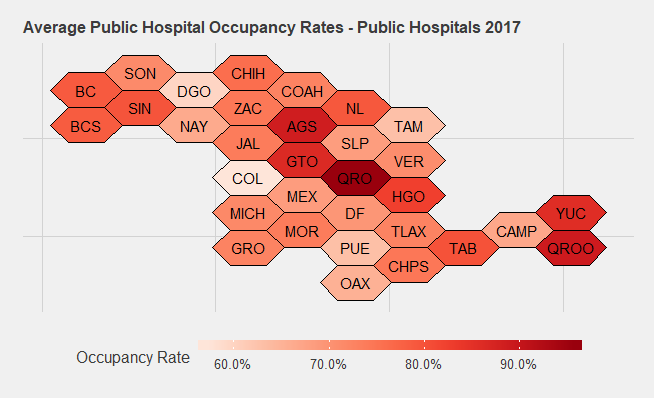 Average Public Hospital Occupancy Rates - Public Hospitals 2017
SON CHIH
BC DGO COAH
SIN ZAC NL
BCS NAY AGS TAM
JAL SLP
GTO VER
COL QRO
MEX HGO
MICH DF YUC
MOR TLAX CAMP
GRO PUE TAB QROO
CHPS
OAX
Occupancy Rate
60.0% 70.0% 80.0% 90.0%